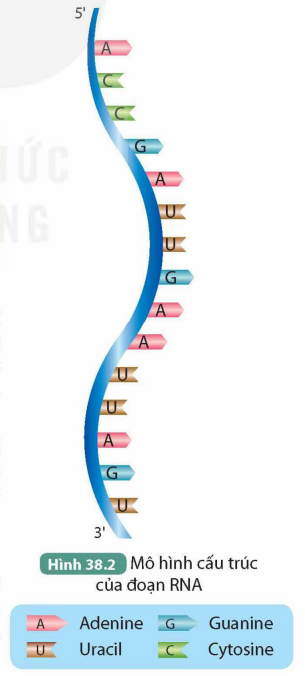 5'
A
C
C
G
A
U
U
G
A
A
U
U
A
G
U
3'
Hình 38.2 Mô hình cấu trúc
của đoạn RNA
A Adenine G Guanine
U Uracil C Cytosine